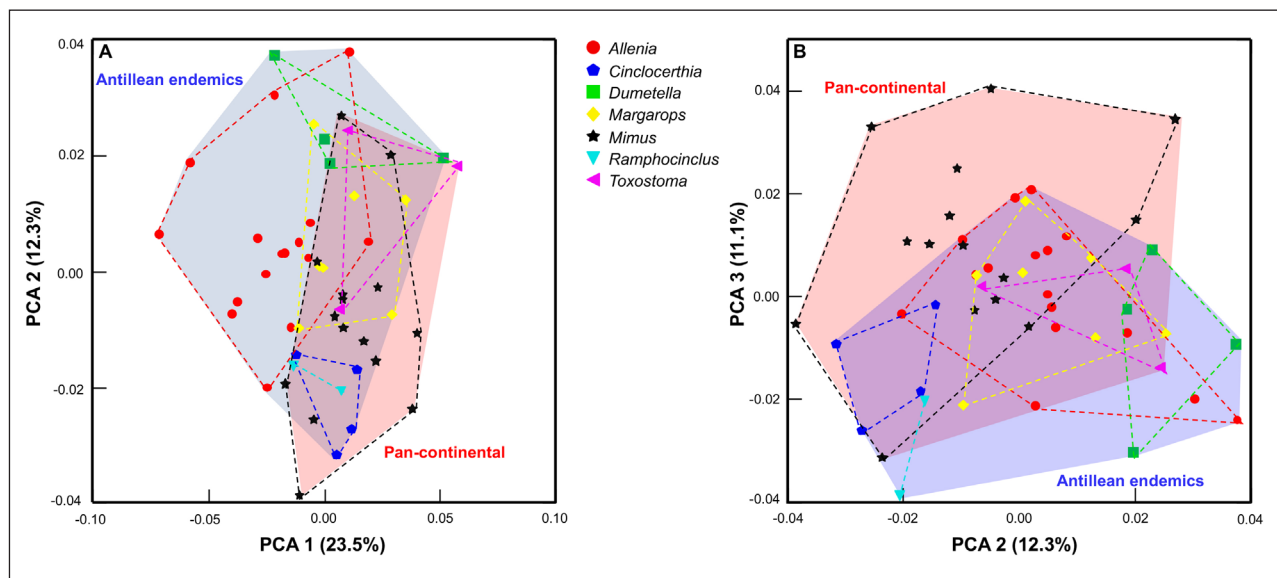 A
Antillean endemics
Pan-continental
0.04
0.02
0.00
-0.02
-0.04
-0.10
-0.05
0.00
0.05
0.10
PCA 2 (12.3%)
PCA 1 (23.5%)
Allenia
Cinclocerthia
Dumetella
Margarops
Mimus
Ramphocinclus
Toxostoma
B
Pan-continental
Antillean endemics
0.04
0.02
0.00
-0.02
-0.04
-0.04
-0.02
0.00
0.02
0.04
PCA 3 (11.1%)
PCA 2 (12.3%)